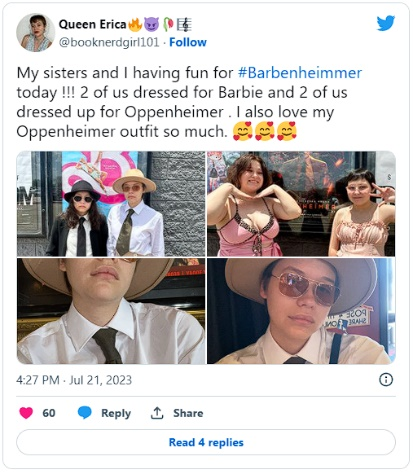 Queen Erica🔥😈🥀🎼
@booknerdgirl101 · Follow
My sisters and I having fun for #Barbenheimmer
today !!! 2 of us dressed for Barbie and 2 of us
dressed up for Oppenheimer . I also love my
Oppenheimer outfit so much. 🥰🥰🥰
4:27 PM · Jul 21, 2023
60 Reply Share
Read 4 replies